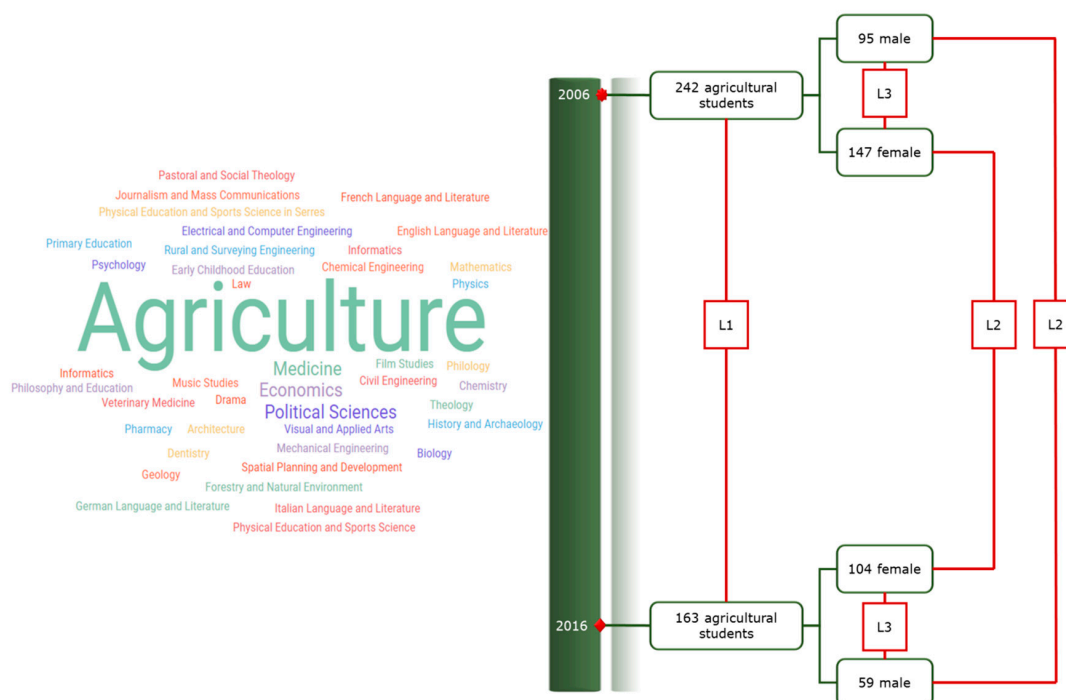 Pastoral and Social Theology
Journalism and Mass Communications
French Language and Literature
Physical Education and Sports Science in Serres
Electrical and Computer Engineering
English Language and Literature
Primary Education
Rural and Surveying Engineering
Informatics
Psychology
Early Childhood Education
Chemical Engineering
Mathematics
Law
Physics
Agriculture
Medicine
Film Studies
Philology
Informatics
Philosophy and Education
Music Studies
Economics
Civil Engineering
Chemistry
Veterinary Medicine
Drama
Political Sciences
Theology
Pharmacy
Architecture
Visual and Applied Arts
History and Archaeology
Dentistry
Mechanical Engineering
Biology
Geology
Spatial Planning and Development
Forestry and Natural Environment
German Language and Literature
Italian Language and Literature
Physical Education and Sports Science
2006
242 agricultural
students
95 male
L3
147 female
L1
L2
L2
2016
163 agricultural
students
104 female
L3
59 male